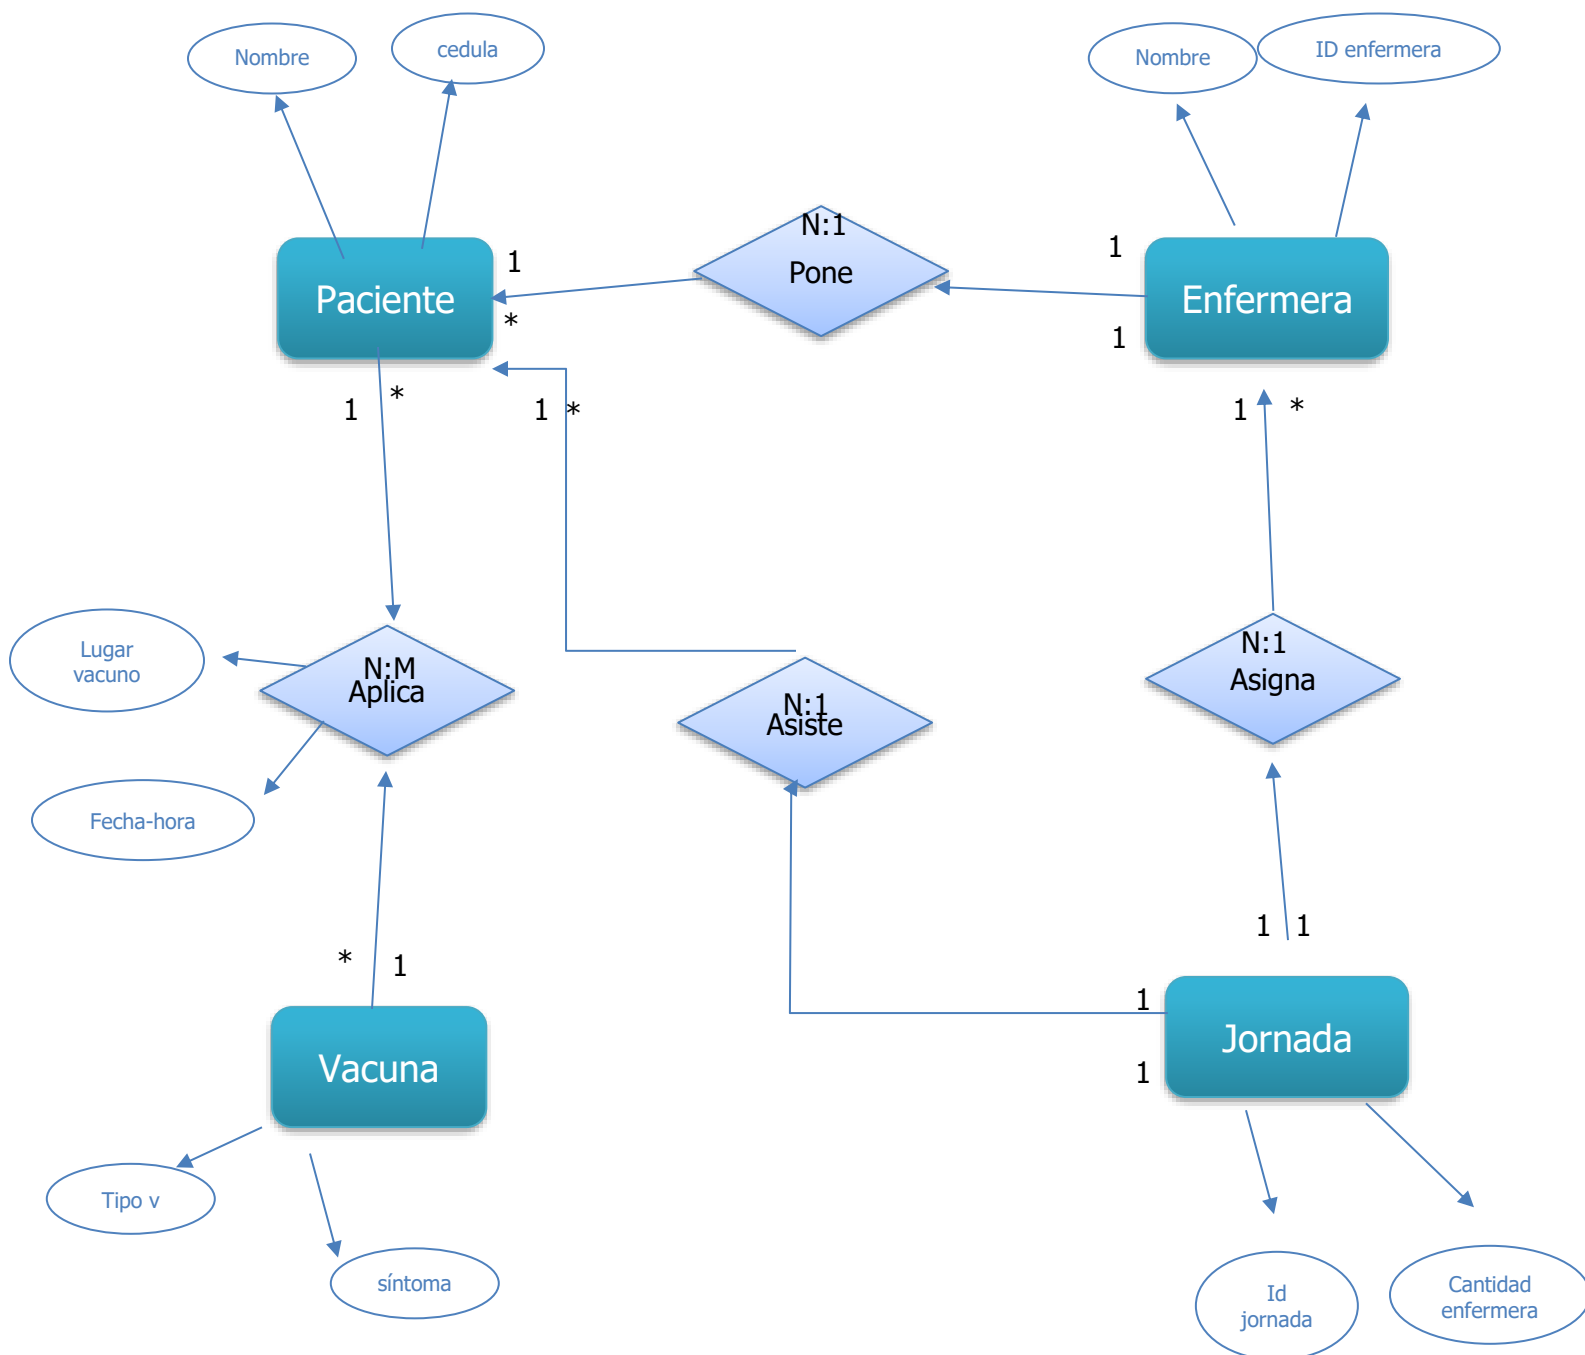 Nombre
cedula
Nombre
ID enfermera
N:1
Pone
1
1
Paciente
Enfermera
*
1
1
*
1
*
1
*
Lugar
vacuno
N:M
Aplica
N:1
Asiste
N:1
Asigna
Fecha-hora
*
1
1
1
1
Vacuna
Jornada
1
Tipo v
síntoma
Id
jornada
Cantidad
enfermera